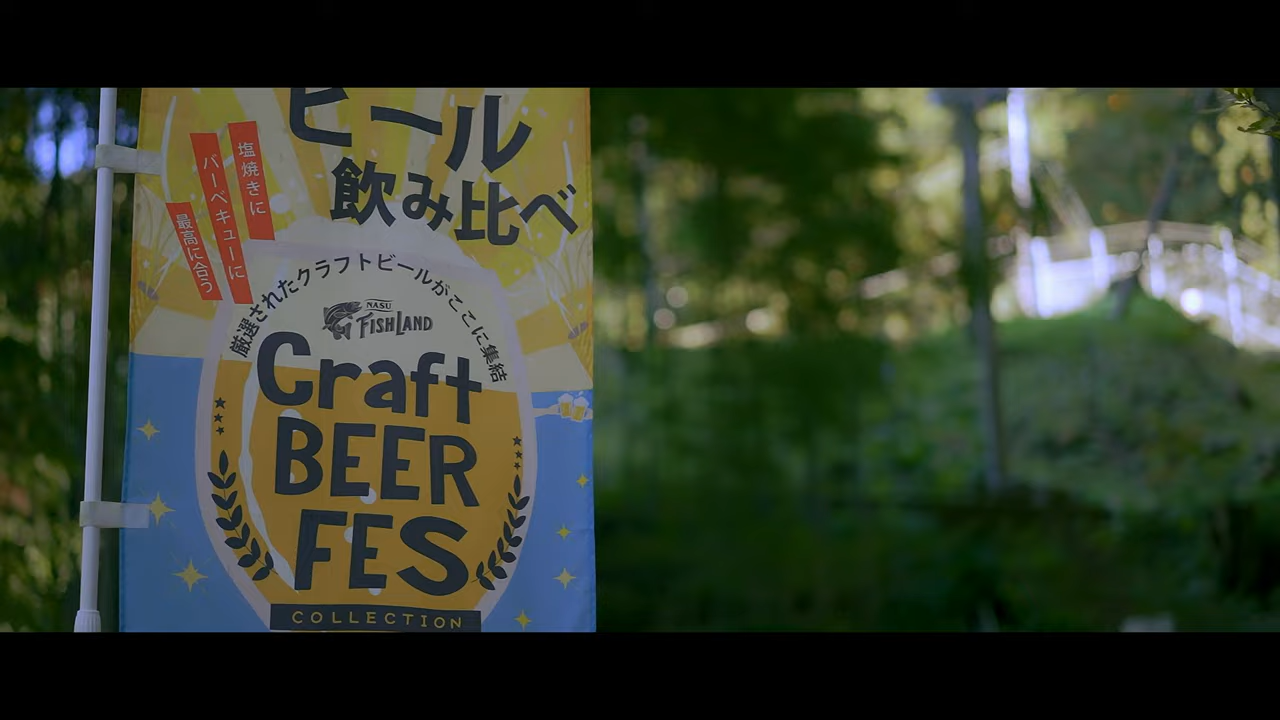 ビール
飲み比べ
塩焼きに
バーベキューに
最高に合う
厳選されたクラフトビールがここに集結
NASU
FISHLAND
Craft
BEER
FES
COLLECTION